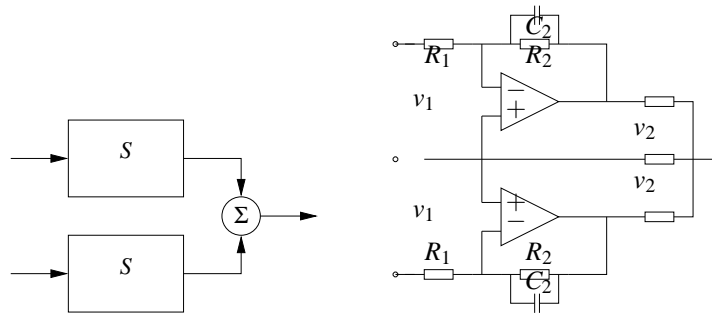 S
Σ
S
C₂
R₁
R₂
v₁
−
+
v₂
v₂
v₁
+
−
R₁
R₂
C₂